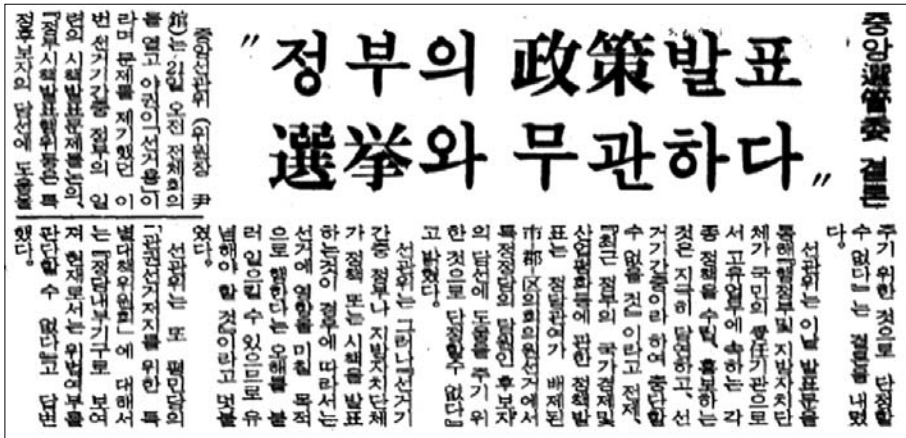 중앙選管委 결론
"정부의 政策발표
選挙와 무관하다"
중앙선관위(위원장 尹
舘)는 2일 오전 전체회의
를 열고 야권이「선거용」이
라며 문제를 제기했던 이
번 선거기간중 정부의 일
련의 시책발표문제를 논의,
『정부시책발표행위등은 특
정후보자의 당선에 도움을
주기 위한 것으로 단정할
수 없다』는 결론을 내렸
다。
선관위는 이날 발표문을
통해『행정부및 지방자치단
체가 국민의 受任기관으로
서 고유업무에 속하는 각
종 정책을 수립, 홍보하는
것은 지극히 당연하고, 선
거기간중이라 하여 중단할
수 없을 것』이라고 전제,
『최근 정부의 국가경제및
산업평화등에 관한 정책발
표는 정당관여가 배제된
市·郡·区의회의원선거에서
특정정당의 당원인 후보자
의 당선에 도움을 주기 위
한 것으로 단정할수 없다』
고 밝혔다。
선관위는 그러나『선거기
간중 정부나 지방자치단체
가 정책 또는 시책을 발표
하는것이 경우에 따라서는
선거에 영향을 미칠 목적
으로 행한다는 오해를 불
러 일으킬 수 있으므로 유
념해야 할 것』이라고 덧붙
였다。
선관위는 또 평민당의
「관권선거저지를 위한 특
별대책위원회」에 대해서
는『정당내부기구로 보여
져 현재로서는 위법여부를
판단할 수 없다』고 답변
했다。